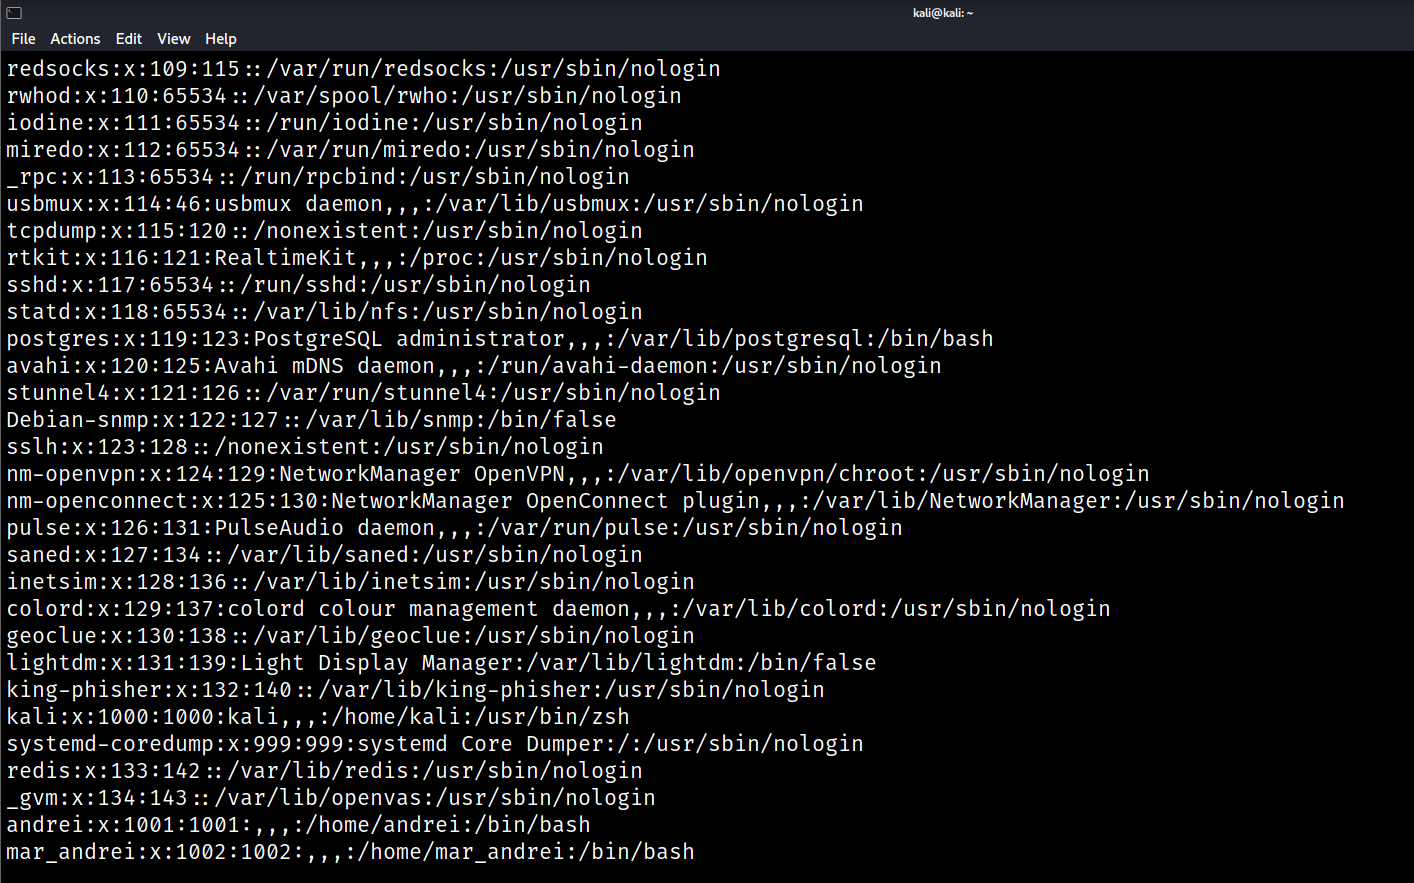 kali@kali: ~
File Actions Edit View Help
redsocks:x:109:115::/var/run/redsocks:/usr/sbin/nologin
rwhod:x:110:65534::/var/spool/rwho:/usr/sbin/nologin
iodine:x:111:65534::/run/iodine:/usr/sbin/nologin
miredo:x:112:65534::/var/run/miredo:/usr/sbin/nologin
_rpc:x:113:65534::/run/rpcbind:/usr/sbin/nologin
usbmux:x:114:46:usbmux daemon,,,:/var/lib/usbmux:/usr/sbin/nologin
tcpdump:x:115:120::/nonexistent:/usr/sbin/nologin
rtkit:x:116:121:RealtimeKit,,,:/proc:/usr/sbin/nologin
sshd:x:117:65534::/run/sshd:/usr/sbin/nologin
statd:x:118:65534::/var/lib/nfs:/usr/sbin/nologin
postgres:x:119:123:PostgreSQL administrator,,,:/var/lib/postgresql:/bin/bash
avahi:x:120:125:Avahi mDNS daemon,,,:/run/avahi-daemon:/usr/sbin/nologin
stunnel4:x:121:126::/var/run/stunnel4:/usr/sbin/nologin
Debian-snmp:x:122:127::/var/lib/snmp:/bin/false
sslh:x:123:128::/nonexistent:/usr/sbin/nologin
nm-openvpn:x:124:129:NetworkManager OpenVPN,,,:/var/lib/openvpn/chroot:/usr/sbin/nologin
nm-openconnect:x:125:130:NetworkManager OpenConnect plugin,,,:/var/lib/NetworkManager:/usr/sbin/nologin
pulse:x:126:131:PulseAudio daemon,,,:/var/run/pulse:/usr/sbin/nologin
saned:x:127:134::/var/lib/saned:/usr/sbin/nologin
inetsim:x:128:136::/var/lib/inetsim:/usr/sbin/nologin
colord:x:129:137:colord colour management daemon,,,:/var/lib/colord:/usr/sbin/nologin
geoclue:x:130:138::/var/lib/geoclue:/usr/sbin/nologin
lightdm:x:131:139:Light Display Manager:/var/lib/lightdm:/bin/false
king-phisher:x:132:140::/var/lib/king-phisher:/usr/sbin/nologin
kali:x:1000:1000:kali,,,:/home/kali:/usr/bin/zsh
systemd-coredump:x:999:999:systemd Core Dumper:/:/usr/sbin/nologin
redis:x:133:142::/var/lib/redis:/usr/sbin/nologin
_gvm:x:134:143::/var/lib/openvas:/usr/sbin/nologin
andrei:x:1001:1001:,,,:/home/andrei:/bin/bash
mar_andrei:x:1002:1002:,,,:/home/mar_andrei:/bin/bash